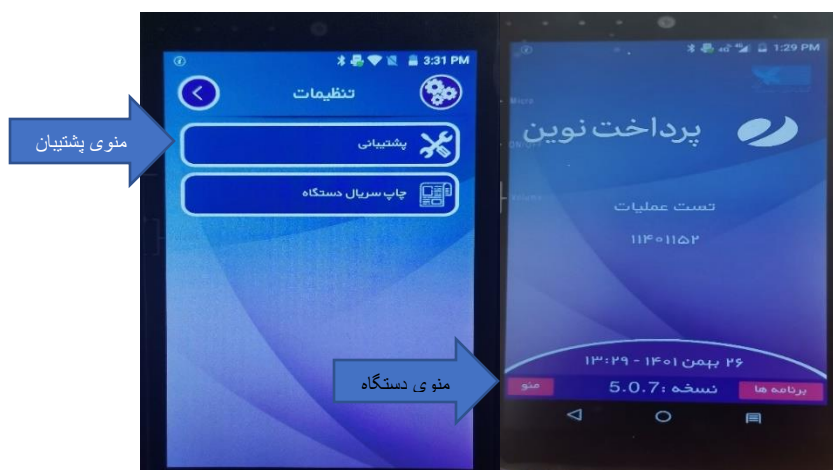 3:31 PM
تنظیمات
پشتیبانی
چاپ سریال دستگاه
منوی پشتیبان
1:29 PM
پرداخت نوین
تست عملیات
۱۱۴۰۱۱۵۲
۲۶ بهمن ۱۴۰۱ - ۱۳:۲۹
منو
نسخه :5.0.7
برنامه ها
منوی دستگاه